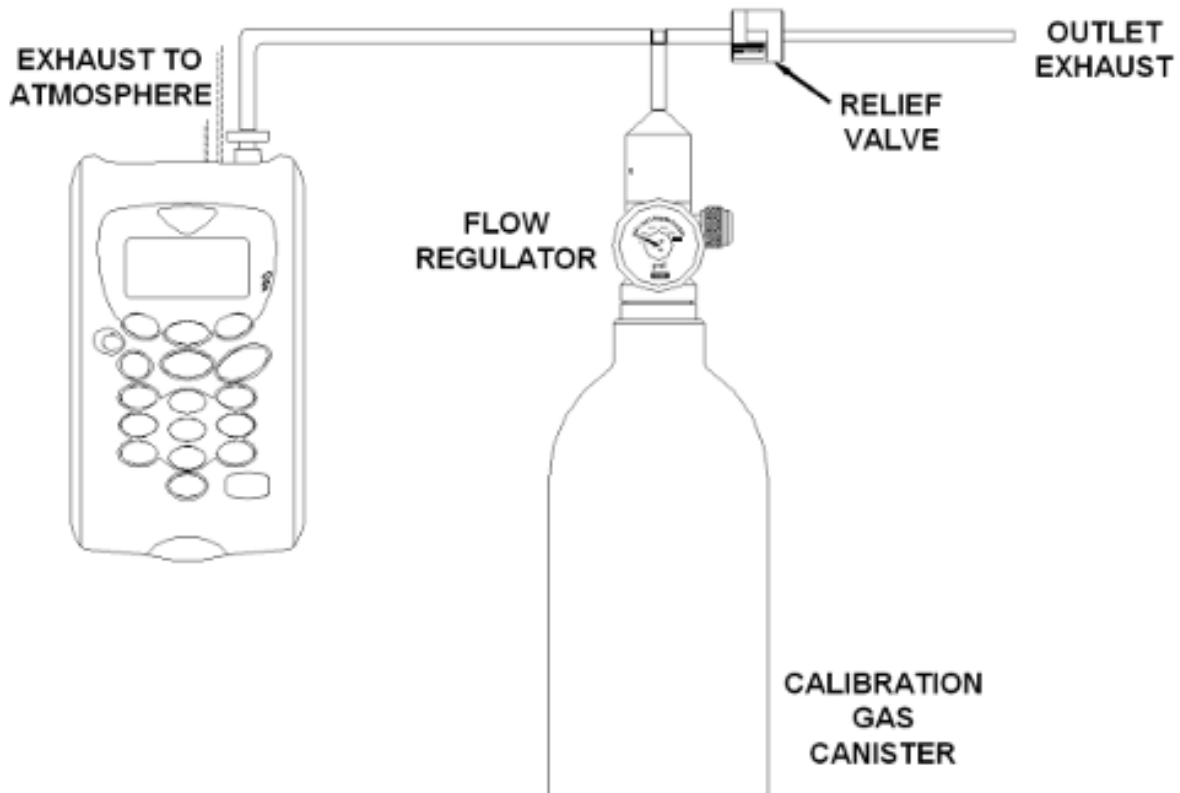 EXHAUST TO
ATMOSPHERE
OUTLET
EXHAUST
RELIEF
VALVE
FLOW
REGULATOR
CALIBRATION
GAS
CANISTER